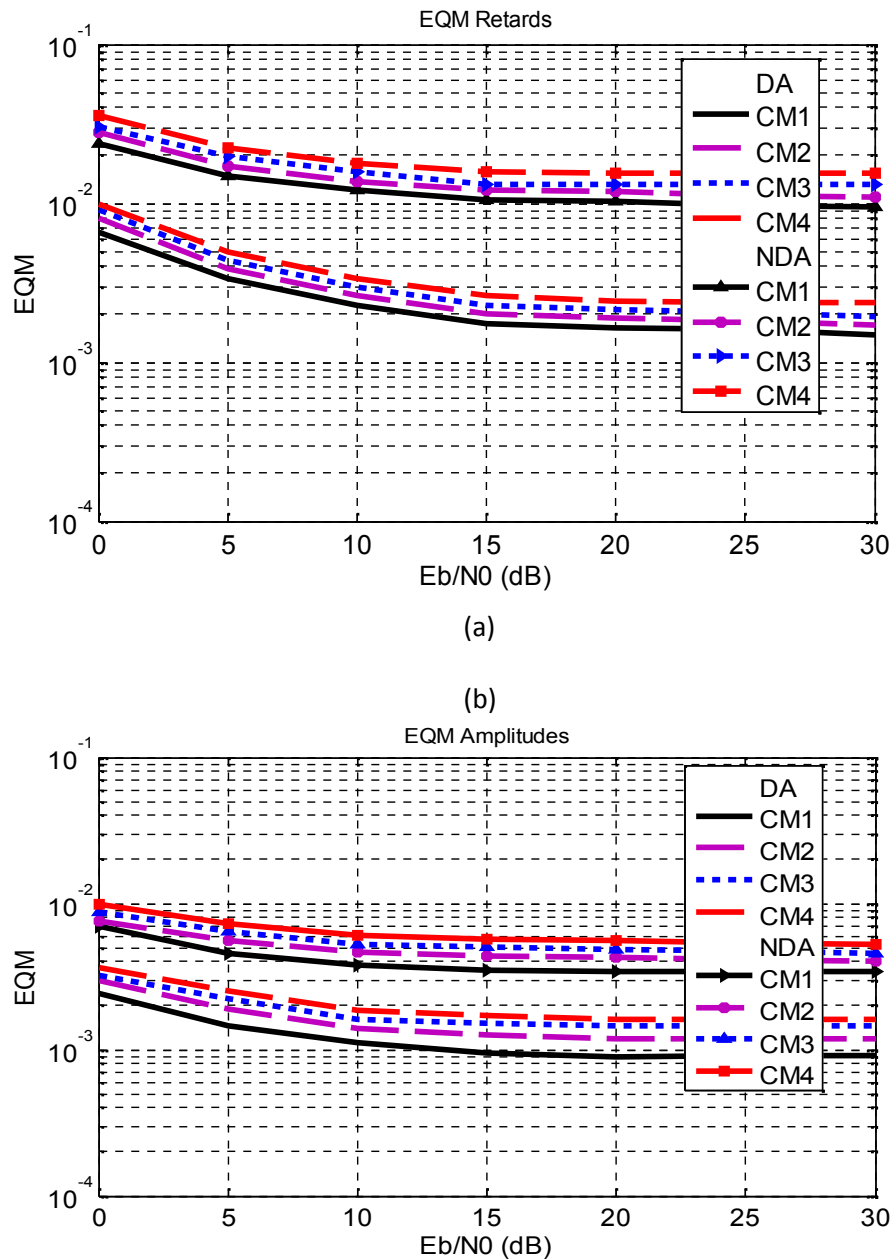 EQM Retards
10^-1
10^-2
10^-3
10^-4
EQM
DA
CM1
CM2
CM3
CM4
NDA
CM1
CM2
CM3
CM4
0 5 10 15 20 25 30
Eb/N0 (dB)
(a)
(b)
EQM Amplitudes
10^-1
10^-2
10^-3
10^-4
EQM
DA
CM1
CM2
CM3
CM4
NDA
CM1
CM2
CM3
CM4
0 5 10 15 20 25 30
Eb/N0 (dB)